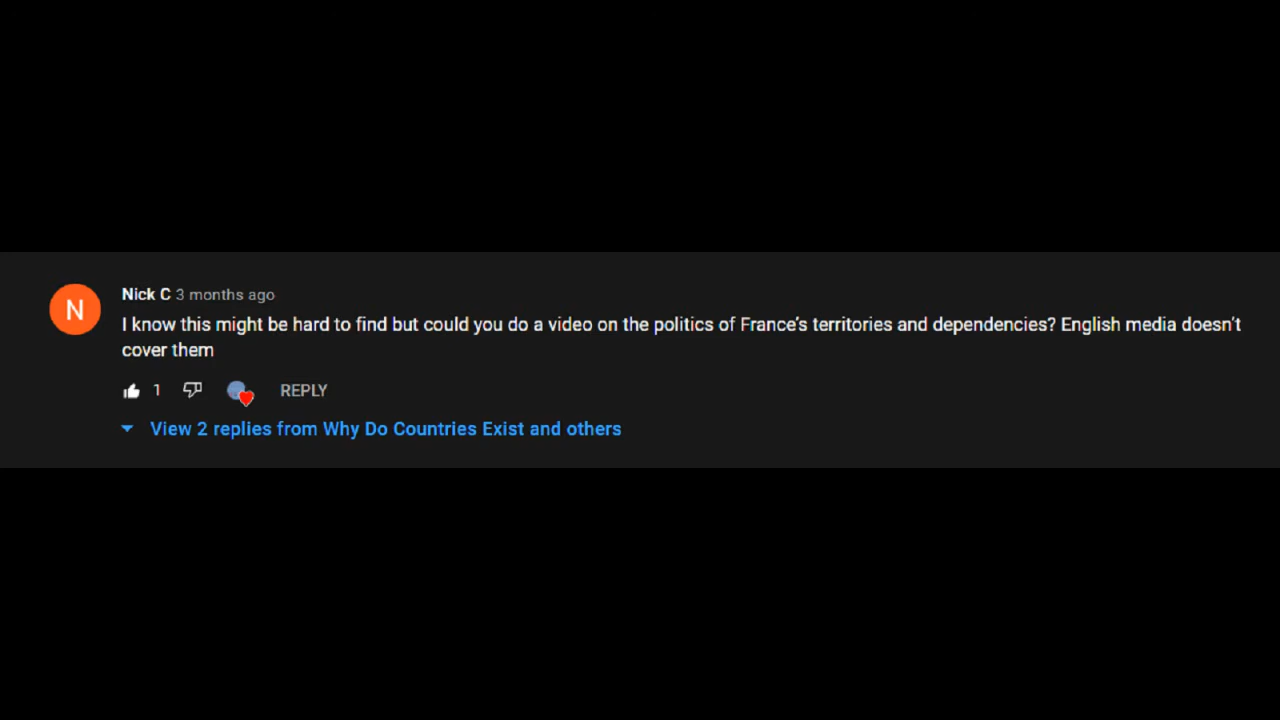 N
Nick C 3 months ago
I know this might be hard to find but could you do a video on the politics of France's territories and dependencies? English media doesn't
cover them
1 REPLY
View 2 replies from Why Do Countries Exist and others